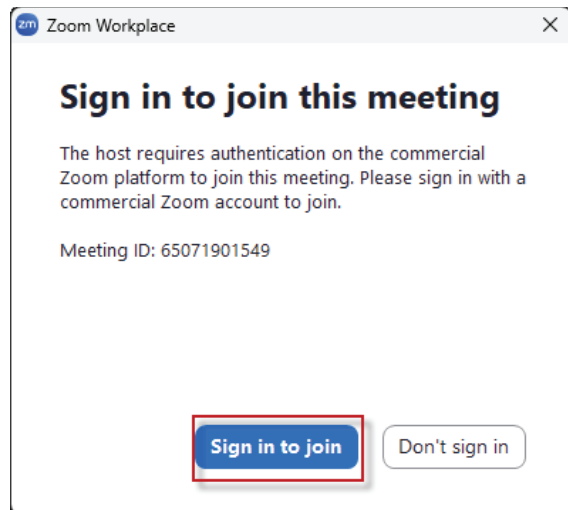 zm Zoom Workplace
Sign in to join this meeting
The host requires authentication on the commercial
Zoom platform to join this meeting. Please sign in with a
commercial Zoom account to join.
Meeting ID: 65071901549
Sign in to join Don't sign in